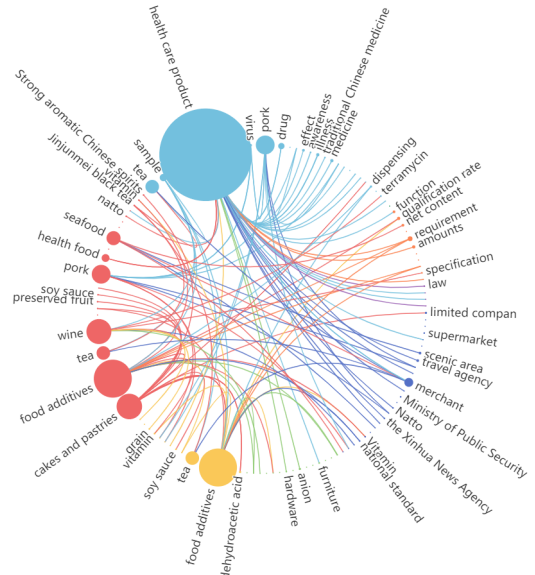 health care product
virus
pork
drug
effect
awareness
illness
traditional Chinese medicine
medicine
dispensing
terramycin
function
qualification rate
net content
requirement
amounts
specification
law
limited compan
supermarket
scenic area
travel agency
merchant
Ministry of Public Security
Natto
the Xinhua News Agency
Vitamin
national standard
furniture
anion
hardware
dehydroacetic acid
food additives
tea
soy sauce
vitamin
grain
cakes and pastries
food additives
tea
wine
preserved fruit
soy sauce
pork
health food
seafood
natto
Jinjunmei black tea
vitamin
Strong aromatic Chinese spirits
tea
sample